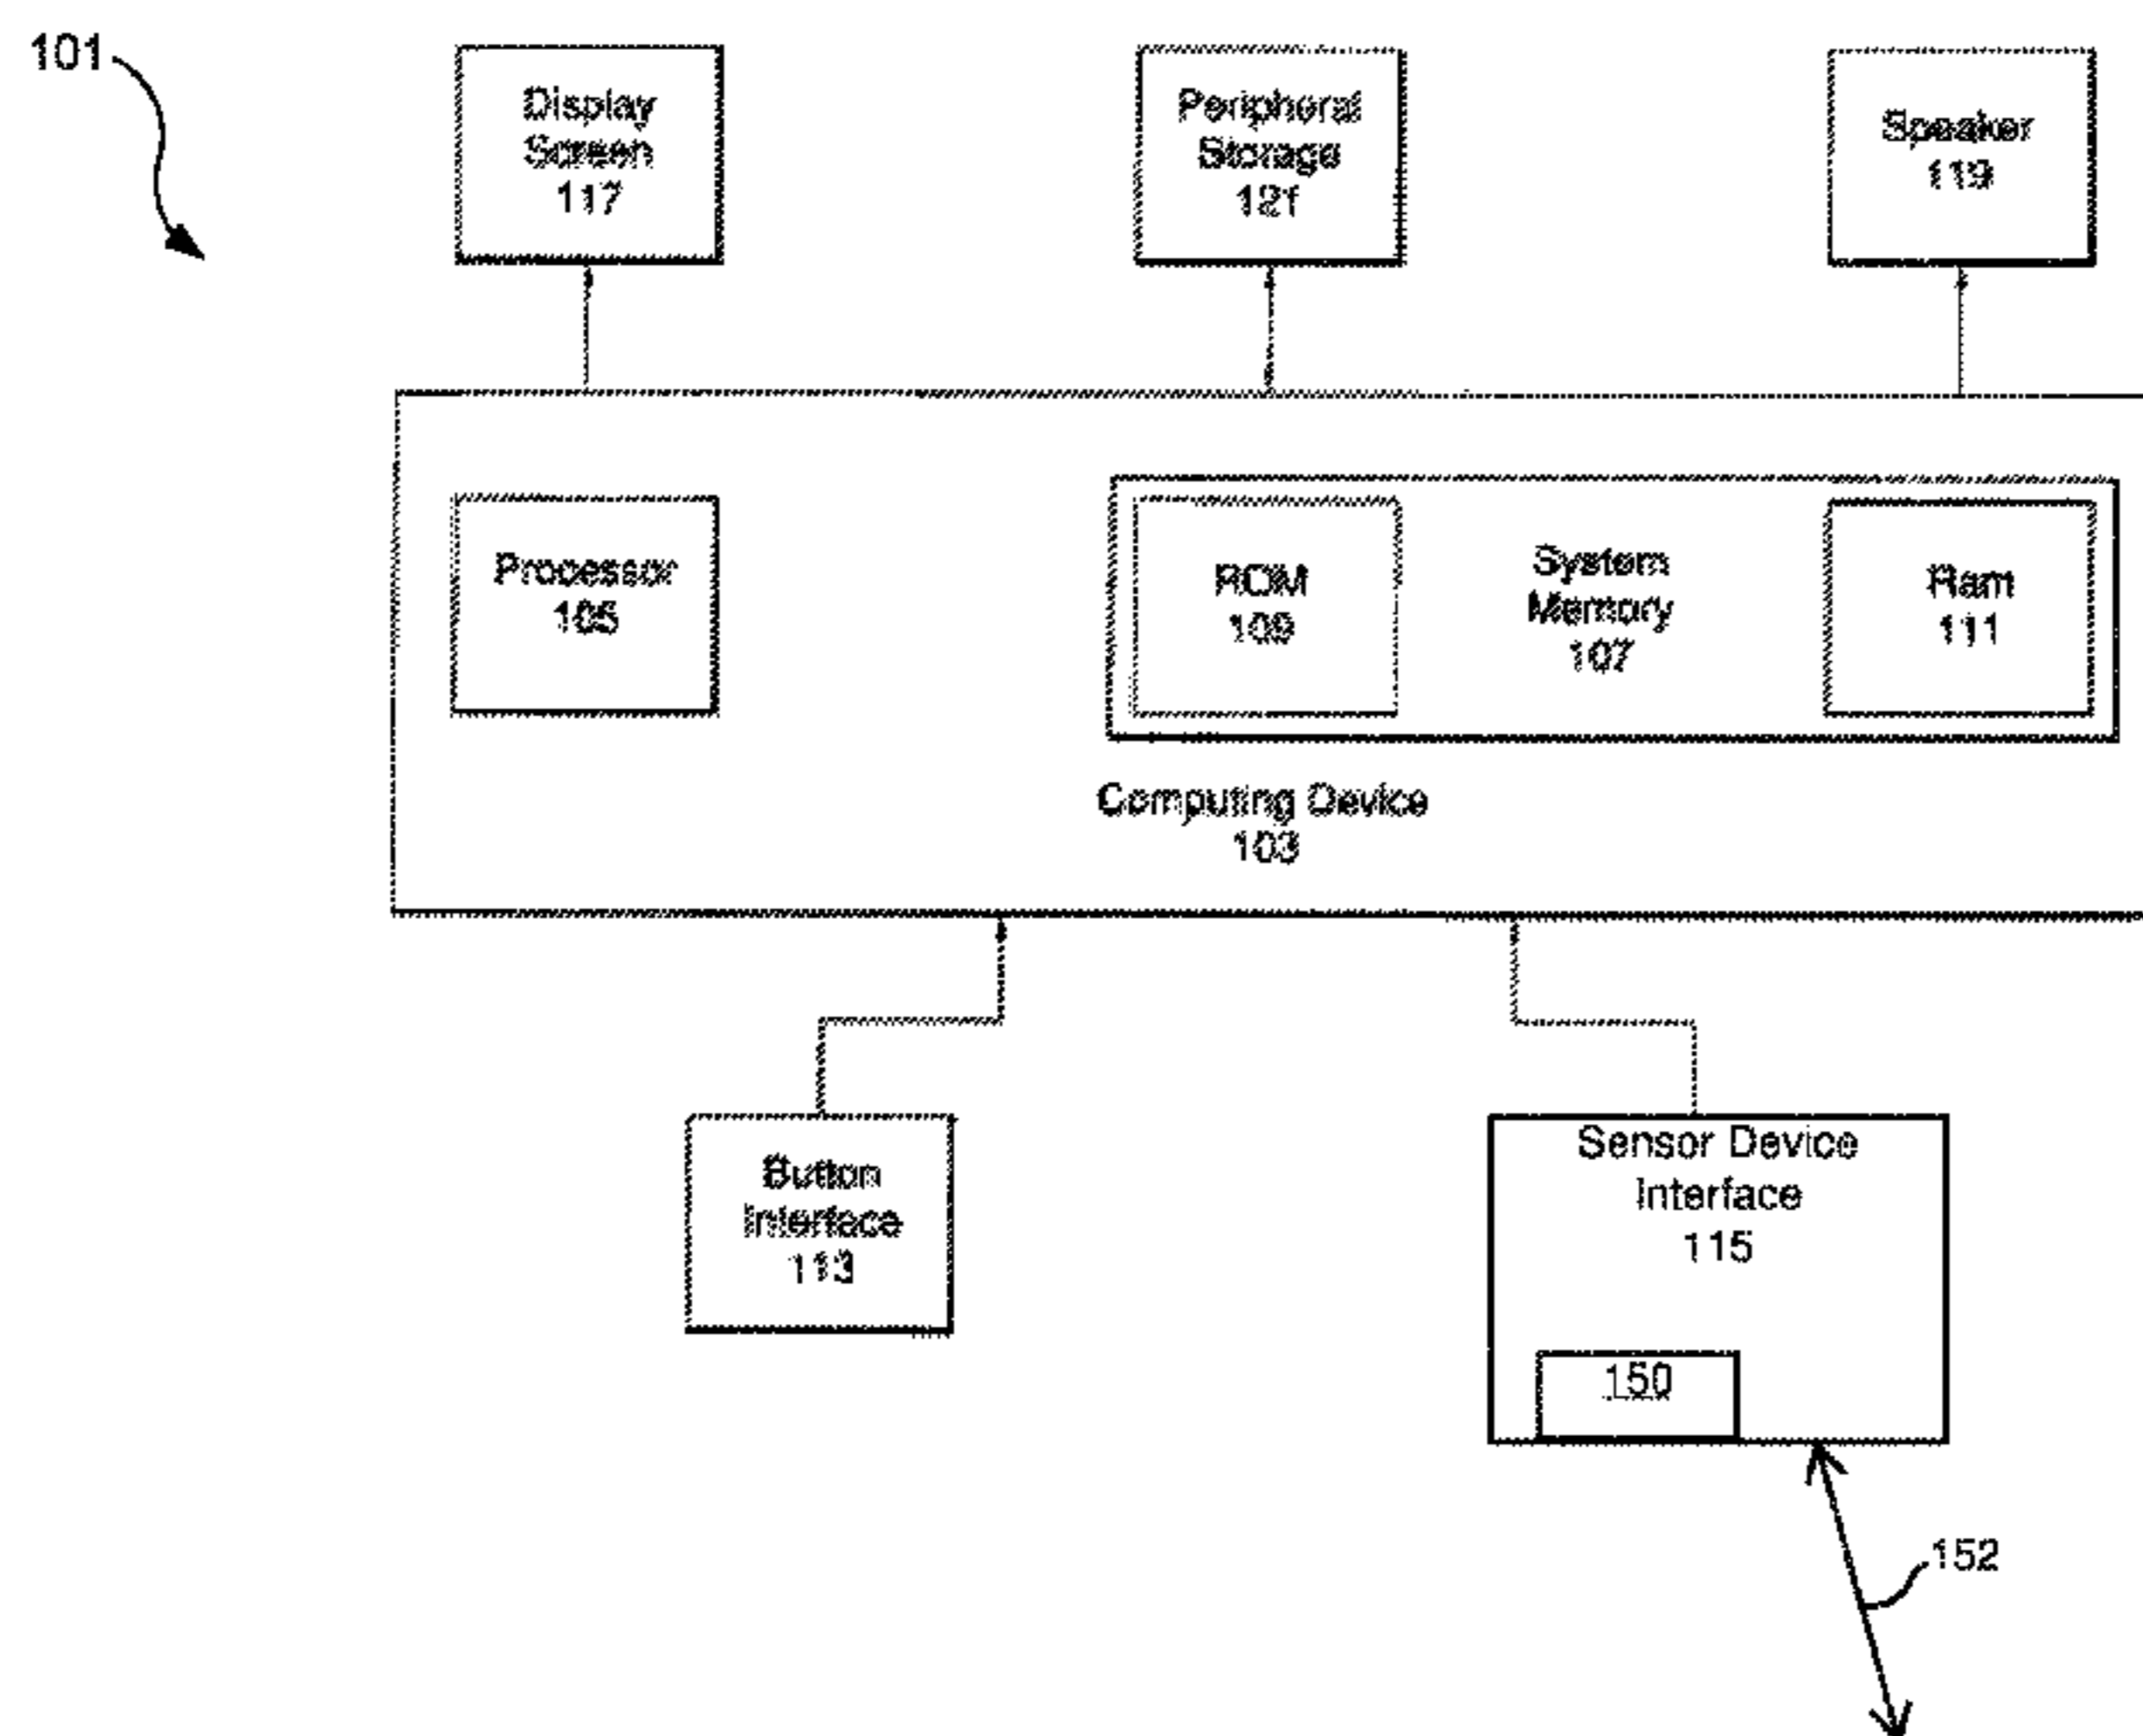 101
Display
Screen
117
Peripheral
Storage
121
Speaker
119
Processor
105
ROM
109
System
Memory
107
Ram
111
Computing Device
103
Button
Interface
113
Sensor Device
Interface
115
150
152